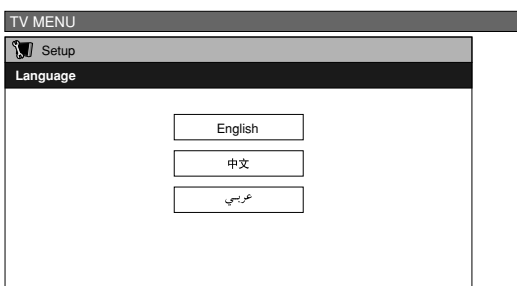 TV MENU
Setup
Language
English
中文
عربي